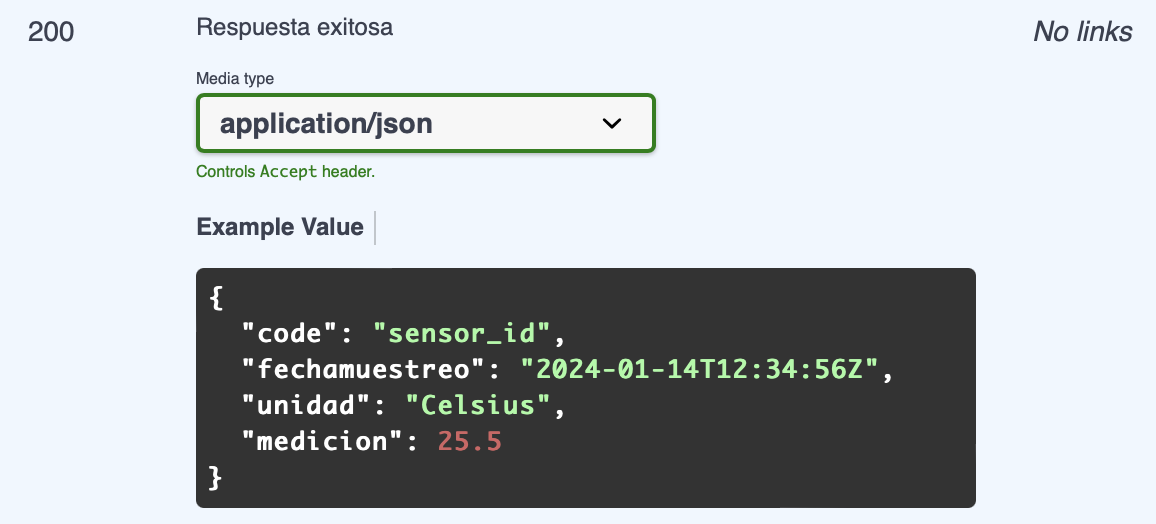 200 Respuesta exitosa No links
Media type
application/json
Controls Accept header.
Example Value
{
  "code": "sensor_id",
  "fechamuestreo": "2024-01-14T12:34:56Z",
  "unidad": "Celsius",
  "medicion": 25.5
}